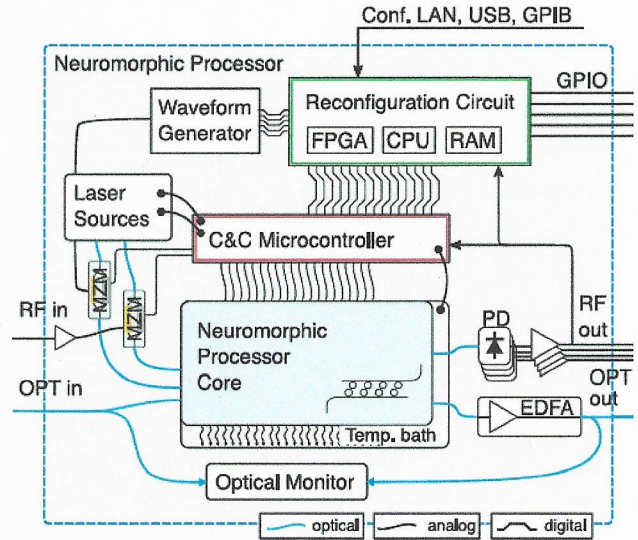 Conf. LAN, USB, GPIB
Neuromorphic Processor
Waveform
Generator
Reconfiguration Circuit
FPGA CPU RAM
GPIO
Laser
Sources
C&C Microcontroller
MZM
MZM
RF in
Neuromorphic
Processor
Core
PD
RF
out
OPT in
OPT
out
EDFA
Temp. bath
Optical Monitor
optical analog digital